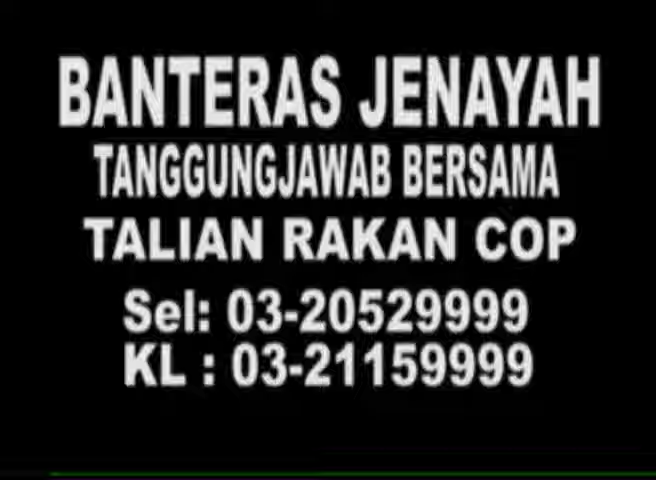 BANTERAS JENAYAH
TANGGUNGJAWAB BERSAMA
TALIAN RAKAN COP
Sel: 03-20529999
KL : 03-21159999